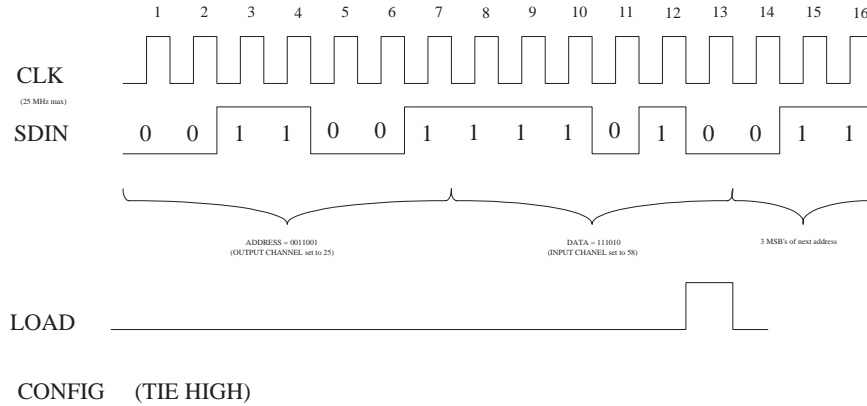 1 2 3 4 5 6 7 8 9 10 11 12 13 14 15 16
CLK
(25 MHz max)
SDIN 0 0 1 1 0 0 1 1 1 1 0 1 0 0 1 1
ADDRESS = 0011001 DATA = 111010 3 MSB's of next address
(OUTPUT CHANNEL set to 25) (INPUT CHANEL set to 58)
LOAD
CONFIG (TIE HIGH)